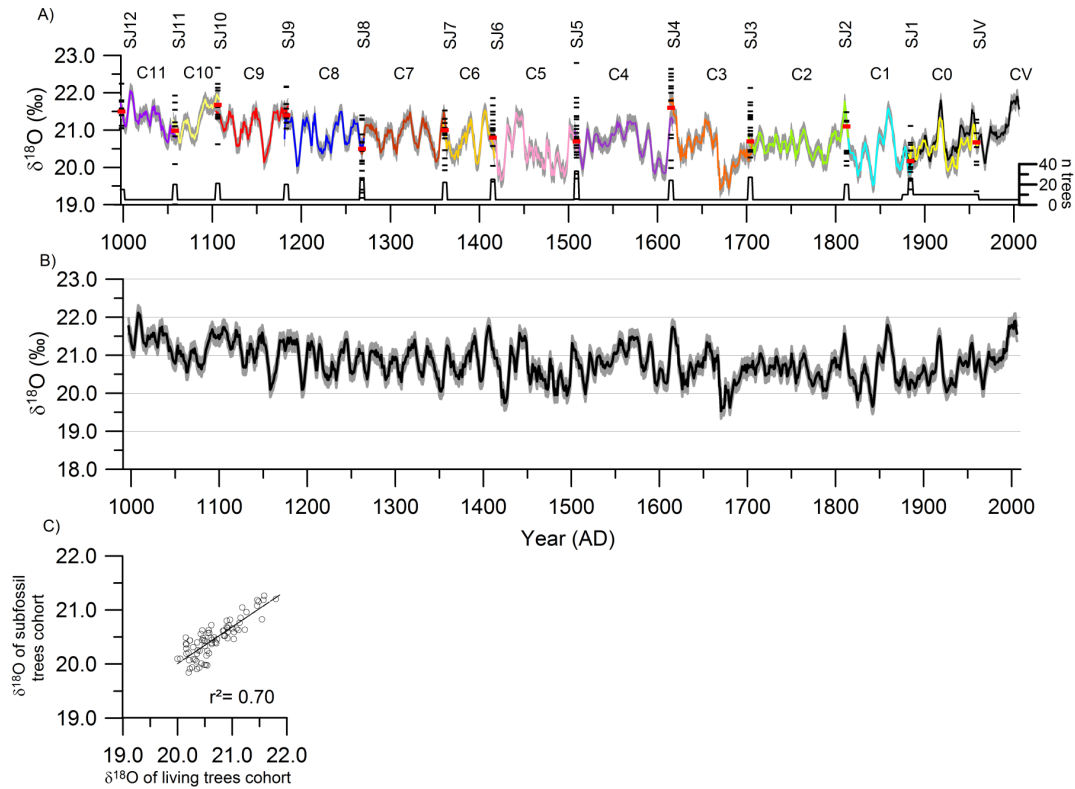 A)
SJ12 SJ11 SJ10 SJ9 SJ8 SJ7 SJ6 SJ5 SJ4 SJ3 SJ2 SJ1 SJV
C11 C10 C9 C8 C7 C6 C5 C4 C3 C2 C1 C0 CV
δ¹⁸O (‰)
23.0
22.0
21.0
20.0
19.0
40
20
0
n trees
1000 1100 1200 1300 1400 1500 1600 1700 1800 1900 2000
B)
δ¹⁸O (‰)
23.0
22.0
21.0
20.0
19.0
18.0
1000 1100 1200 1300 1400 1500 1600 1700 1800 1900 2000
Year (AD)
C)
δ¹⁸O of subfossil
trees cohort
22.0
21.0
20.0
19.0
r²= 0.70
19.0 20.0 21.0 22.0
δ¹⁸O of living trees cohort